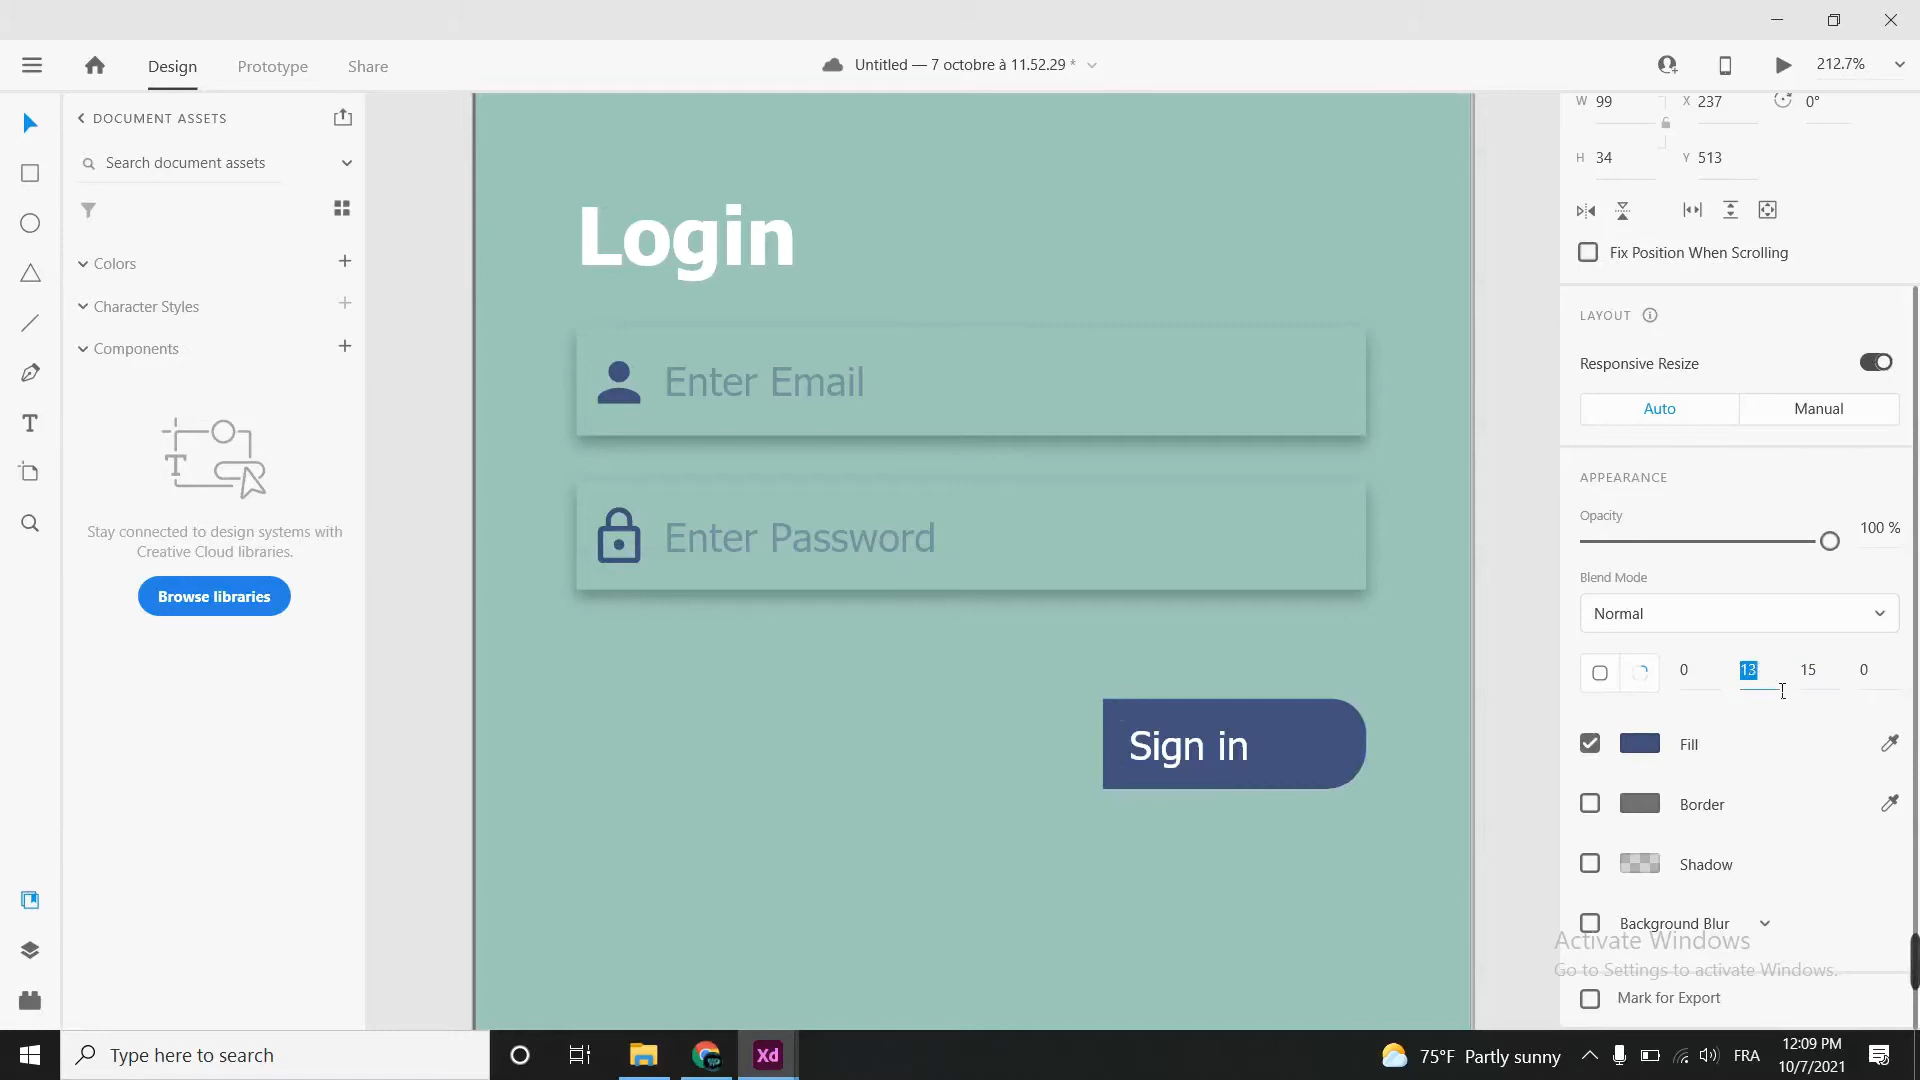 Design
Prototype
Share
Untitled — 7 octobre à 11.52.29 *
212.7%
DOCUMENT ASSETS
Search document assets
Colors
Character Styles
Components
Stay connected to design systems with
Creative Cloud libraries.
Browse libraries
Login
Enter Email
Enter Password
Sign in
W 99
X 237
0°
H 34
Y 513
Fix Position When Scrolling
LAYOUT
Responsive Resize
Auto
Manual
APPEARANCE
Opacity
100 %
Blend Mode
Normal
0
13
15
0
Fill
Border
Shadow
Background Blur
Activate Windows
Go to Settings to activate Windows.
Mark for Export
Type here to search
Xd
75°F Partly sunny
FRA
12:09 PM
10/7/2021